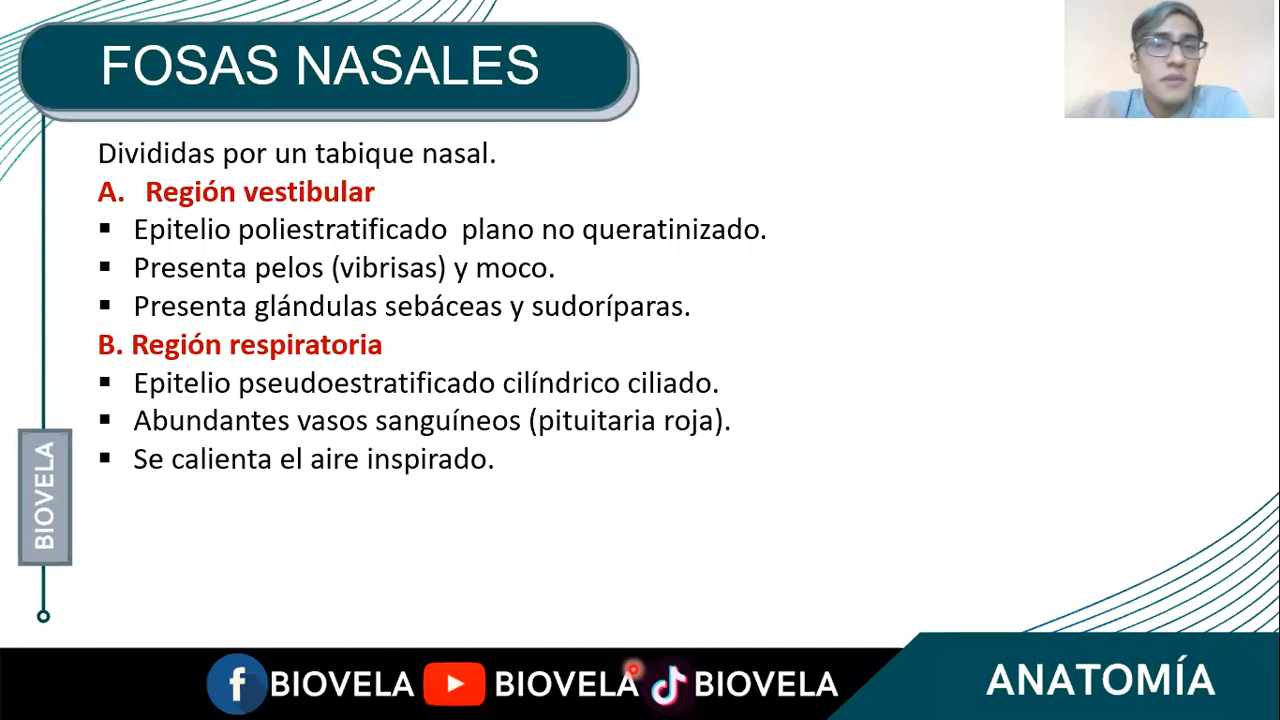 FOSAS NASALES
Divididas por un tabique nasal.
A. Región vestibular
▪ Epitelio poliestratificado plano no queratinizado.
▪ Presenta pelos (vibrisas) y moco.
▪ Presenta glándulas sebáceas y sudoríparas.
B. Región respiratoria
▪ Epitelio pseudoestratificado cilíndrico ciliado.
▪ Abundantes vasos sanguíneos (pituitaria roja).
▪ Se calienta el aire inspirado.
BIOVELA
BIOVELA BIOVELA BIOVELA
ANATOMÍA